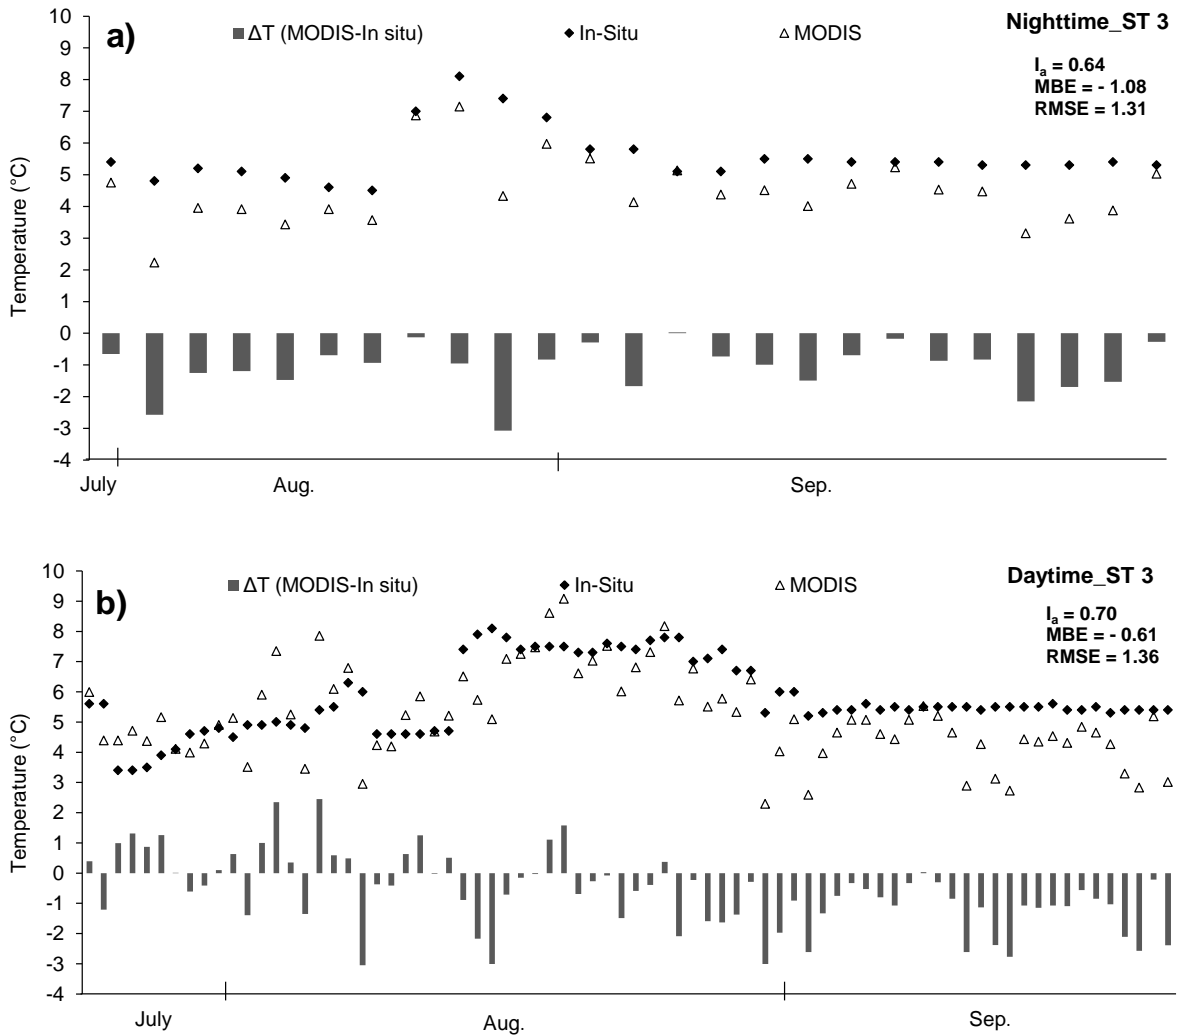 a)
ΔT (MODIS-In situ) In-Situ MODIS
Nighttime_ST 3
Ia = 0.64
MBE = - 1.08
RMSE = 1.31
Temperature (°C)
10
9
8
7
6
5
4
3
2
1
0
-1
-2
-3
-4
July Aug. Sep.
b)
ΔT (MODIS-In situ) In-Situ MODIS
Daytime_ST 3
Ia = 0.70
MBE = - 0.61
RMSE = 1.36
Temperature (°C)
10
9
8
7
6
5
4
3
2
1
0
-1
-2
-3
-4
July Aug. Sep.